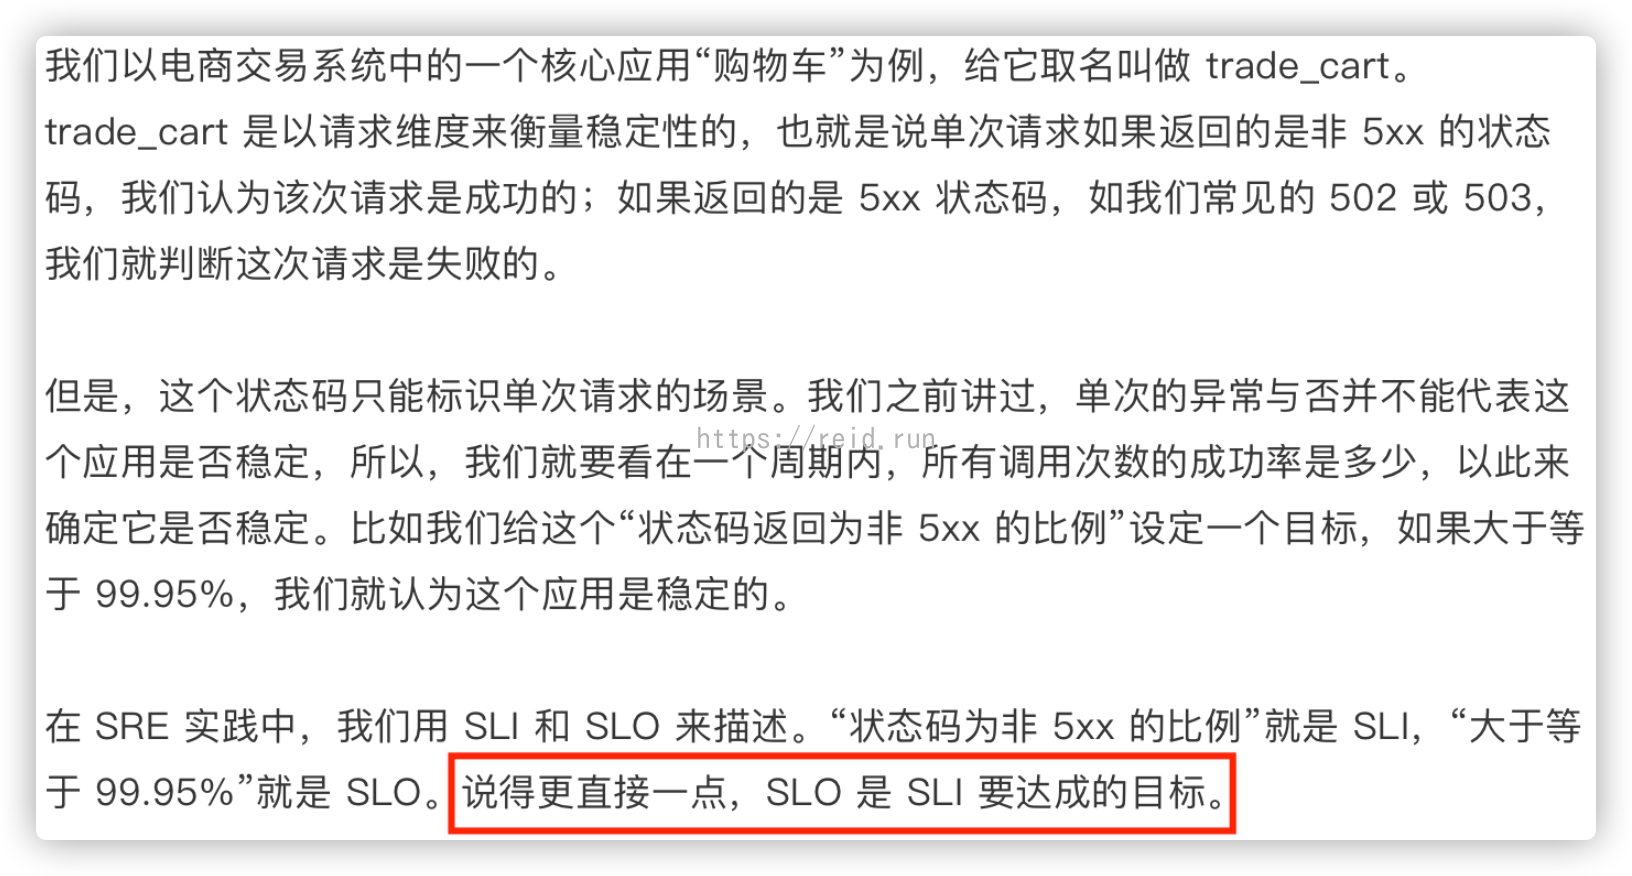 我们以电商交易系统中的一个核心应用“购物车”为例，给它取名叫做 trade_cart。
trade_cart 是以请求维度来衡量稳定性的，也就是说单次请求如果返回的是非 5xx 的状态
码，我们认为该次请求是成功的；如果返回的是 5xx 状态码，如我们常见的 502 或 503，
我们就判断这次请求是失败的。
但是，这个状态码只能标识单次请求的场景。我们之前讲过，单次的异常与否并不能代表这
https://reid.run
个应用是否稳定，所以，我们就要看在一个周期内，所有调用次数的成功率是多少，以此来
确定它是否稳定。比如我们给这个“状态码返回为非 5xx 的比例”设定一个目标，如果大于等
于 99.95%，我们就认为这个应用是稳定的。
在 SRE 实践中，我们用 SLI 和 SLO 来描述。“状态码为非 5xx 的比例”就是 SLI，“大于等
于 99.95%”就是 SLO。说得更直接一点，SLO 是 SLI 要达成的目标。